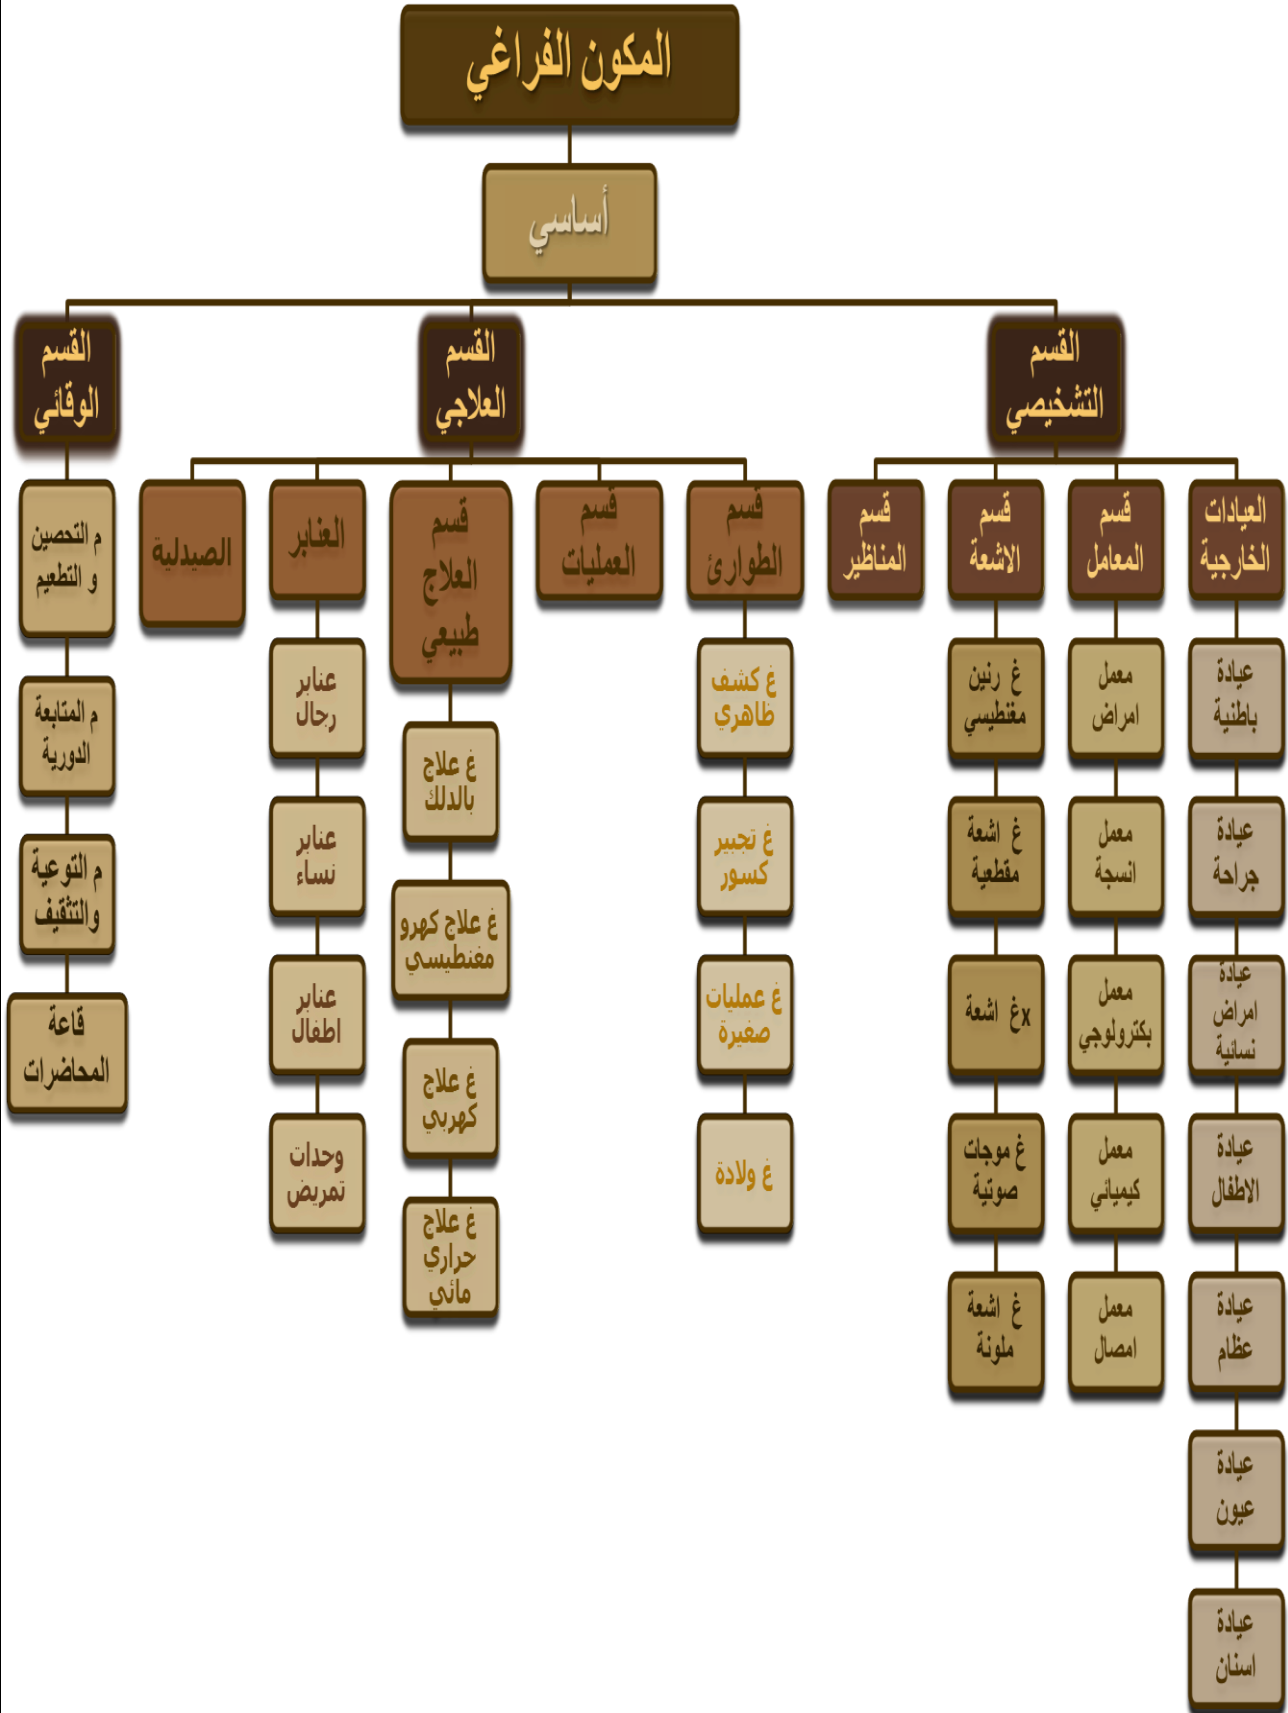 المكون الفراغي
أساسي
القسم
التشخيصي
القسم
العلاجي
القسم
الوقائي
العيادات
الخارجية
قسم
المعامل
قسم
الاشعة
قسم
المناظير
قسم
الطوارئ
قسم
العمليات
قسم
العلاج
طبيعي
العنابر
الصيدلية
م التحصين
و التطعيم
عيادة
باطنية
عيادة
جراحة
عيادة
امراض
نسائية
عيادة
الاطفال
عيادة
عظام
عيادة
عيون
عيادة
اسنان
معمل
امراض
معمل
انسجة
معمل
بكترولوجي
معمل
كيميائي
معمل
امصال
غ رنين
مغنطيسي
غ اشعة
مقطعية
xغ اشعة
غ موجات
صوتية
غ اشعة
ملونة
غ كشف
ظاهري
غ تجبير
كسور
غ عمليات
صغيرة
غ ولادة
غ علاج
بالدلك
غ علاج كهرو
مغنطيسي
غ علاج
كهربي
غ علاج
حراري
مائي
عنابر
رجال
عنابر
نساء
عنابر
اطفال
وحدات
تمريض
م المتابعة
الدورية
م التوعية
والتثقيف
قاعة
المحاضرات